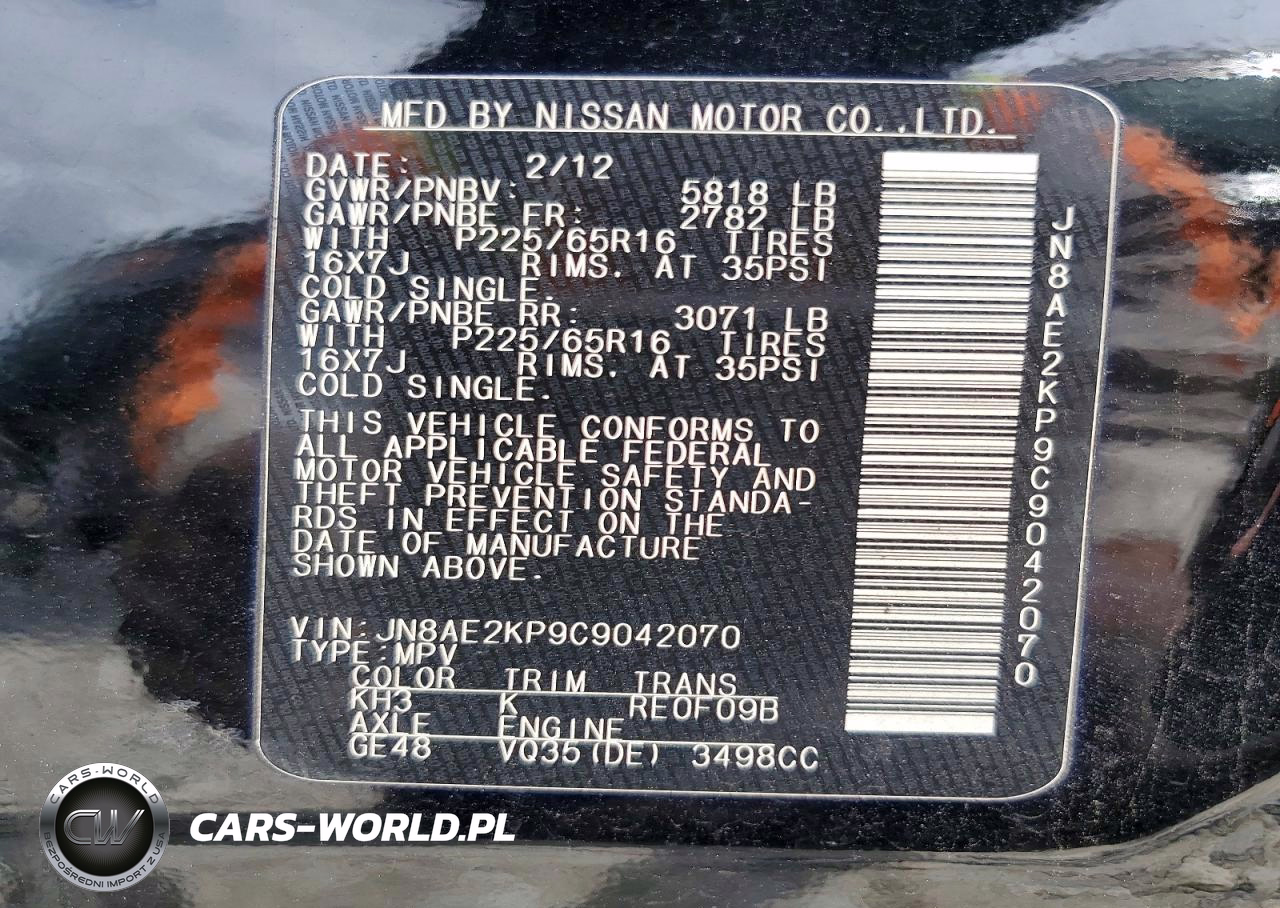 MFD BY NISSAN MOTOR CO.,LTD.
DATE: 2/12
GVWR/PNBV: 5818 LB
GAWR/PNBE FR: 2782 LB
WITH P225/65R16 TIRES
16X7J RIMS. AT 35PSI
COLD SINGLE.
GAWR/PNBE RR: 3071 LB
WITH P225/65R16 TIRES
16X7J RIMS. AT 35PSI
COLD SINGLE.
THIS VEHICLE CONFORMS TO
ALL APPLICABLE FEDERAL
MOTOR VEHICLE SAFETY AND
THEFT PREVENTION STANDA-
RDS IN EFFECT ON THE
DATE OF MANUFACTURE
SHOWN ABOVE.
VIN:JN8AE2KP9C9042070
TYPE:MPV
COLOR TRIM TRANS
KH3 K RE0F09B
AXLE ENGINE
GE48 VQ35(DE) 3498CC
JN8AE2KP9C9042070
CARS-WORLD
CW
BEZPOŚREDNI IMPORT Z USA
CARS-WORLD.PL